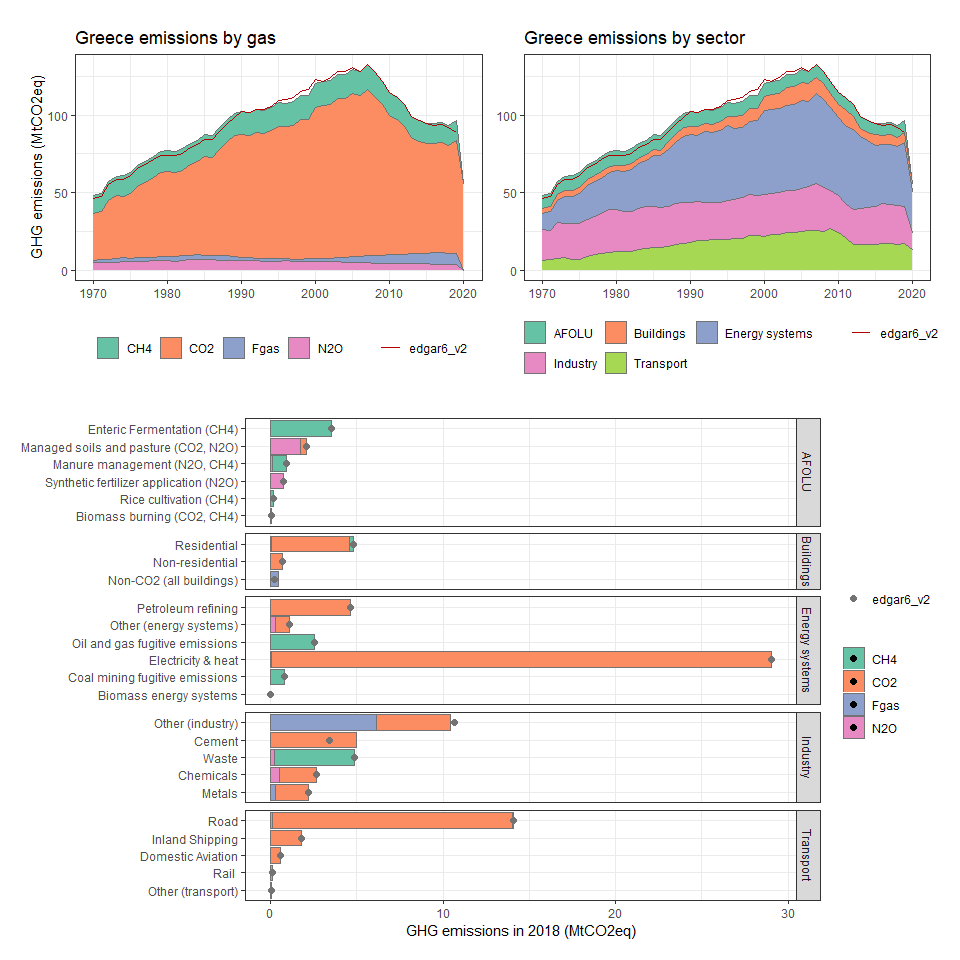 Greece emissions by gas
GHG emissions (MtCO2eq)
100
50
0
1970 1980 1990 2000 2010 2020
CH4 CO2 Fgas N2O edgar6_v2
Greece emissions by sector
100
50
0
1970 1980 1990 2000 2010 2020
AFOLU Buildings Energy systems edgar6_v2
Industry Transport
Enteric Fermentation (CH4)
Managed soils and pasture (CO2, N2O)
Manure management (N2O, CH4)
Synthetic fertilizer application (N2O)
Rice cultivation (CH4)
Biomass burning (CO2, CH4)
AFOLU
Residential
Non-residential
Non-CO2 (all buildings)
Buildings
Petroleum refining
Other (energy systems)
Oil and gas fugitive emissions
Electricity & heat
Coal mining fugitive emissions
Biomass energy systems
Energy systems
Other (industry)
Cement
Waste
Chemicals
Metals
Industry
Road
Inland Shipping
Domestic Aviation
Rail
Other (transport)
Transport
0 10 20 30
GHG emissions in 2018 (MtCO2eq)
edgar6_v2
CH4
CO2
Fgas
N2O